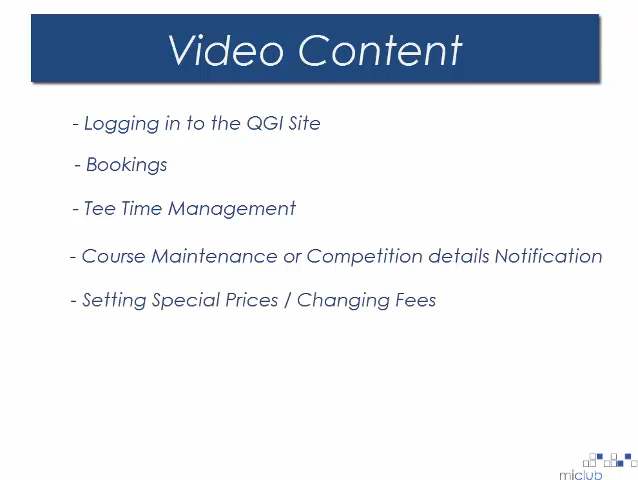 Video Content
- Logging in to the QGI Site
- Bookings
- Tee Time Management
- Course Maintenance or Competition details Notification
- Setting Special Prices / Changing Fees
miclub